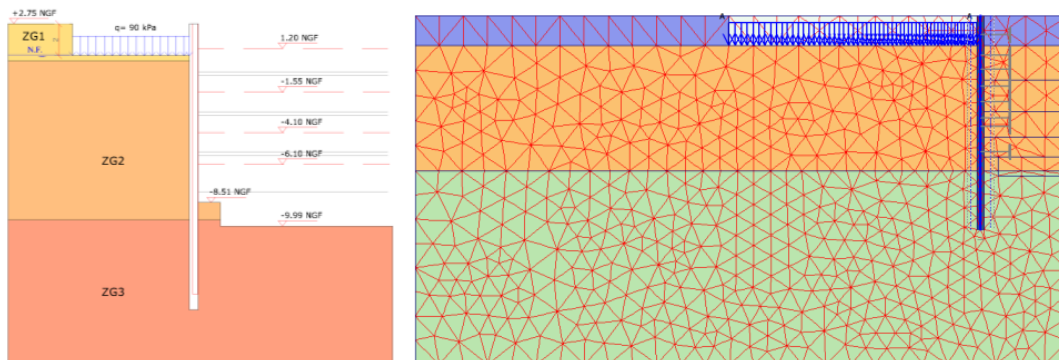 +2.75 NGF
ZG1
q= 90 kPa
N.F.
1.20 NGF
-1.55 NGF
ZG2
-4.10 NGF
-6.10 NGF
-8.51 NGF
-9.99 NGF
ZG3
A
A